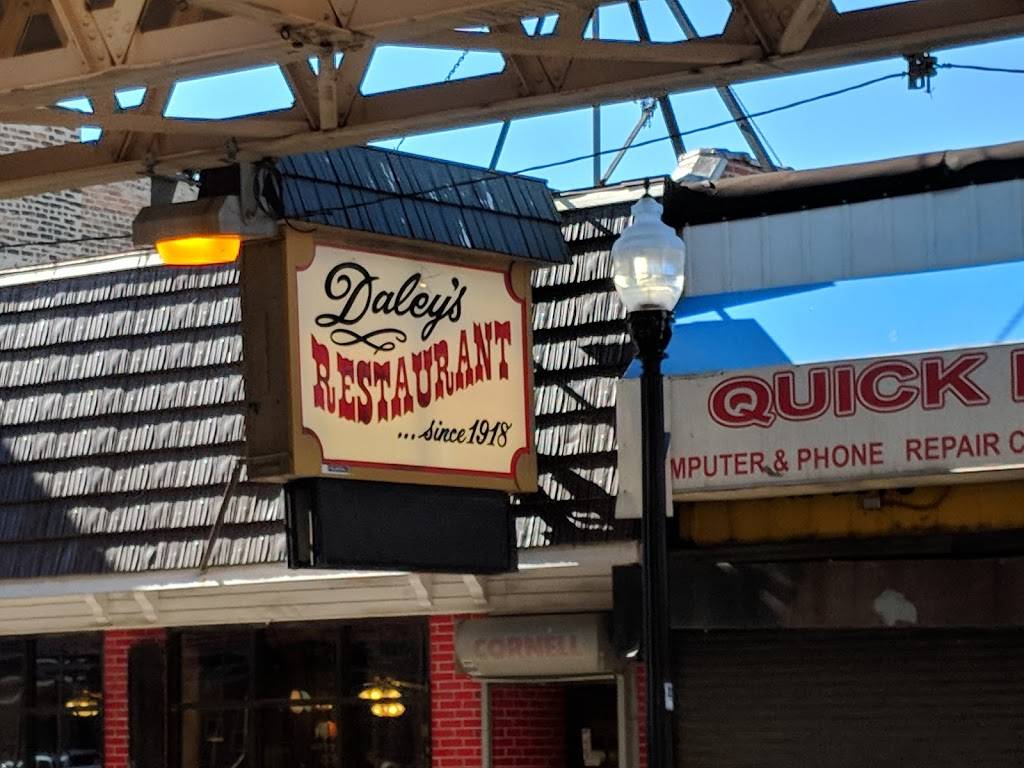 Daley's
RESTAURANT
...since 1918
QUICK
MPUTER & PHONE REPAIR C
CORNELL